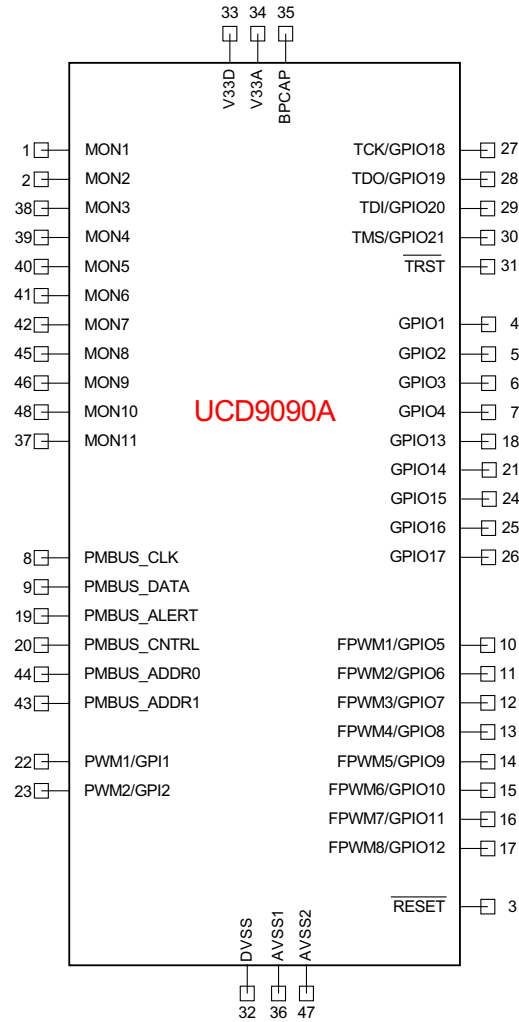 33 34 35
V33D V33A BPCAP
1 MON1 TCK/GPIO18 27
2 MON2 TDO/GPIO19 28
38 MON3 TDI/GPIO20 29
39 MON4 TMS/GPIO21 30
40 MON5 TRST 31
41 MON6
42 MON7 GPIO1 4
45 MON8 GPIO2 5
46 MON9 GPIO3 6
48 MON10 UCD9090A GPIO4 7
37 MON11 GPIO13 18
GPIO14 21
GPIO15 24
GPIO16 25
8 PMBUS_CLK GPIO17 26
9 PMBUS_DATA
19 PMBUS_ALERT
20 PMBUS_CNTRL FPWM1/GPIO5 10
44 PMBUS_ADDR0 FPWM2/GPIO6 11
43 PMBUS_ADDR1 FPWM3/GPIO7 12
FPWM4/GPIO8 13
22 PWM1/GPI1 FPWM5/GPIO9 14
23 PWM2/GPI2 FPWM6/GPIO10 15
FPWM7/GPIO11 16
FPWM8/GPIO12 17
RESET 3
DVSS AVSS1 AVSS2
32 36 47